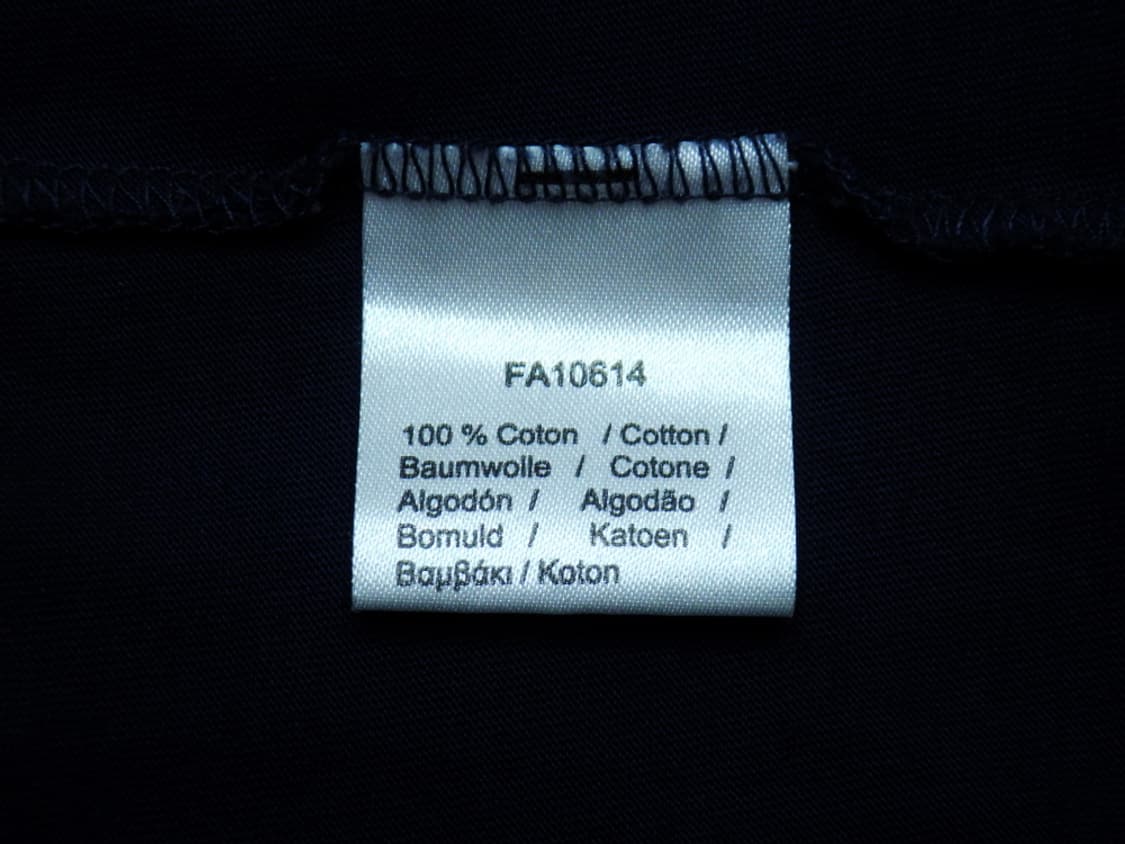 FA10614
100 % Coton / Cotton /
Baumwolle / Cotone /
Algodón / Algodão /
Bomuld / Katoen /
Βαμβάκι / Koton